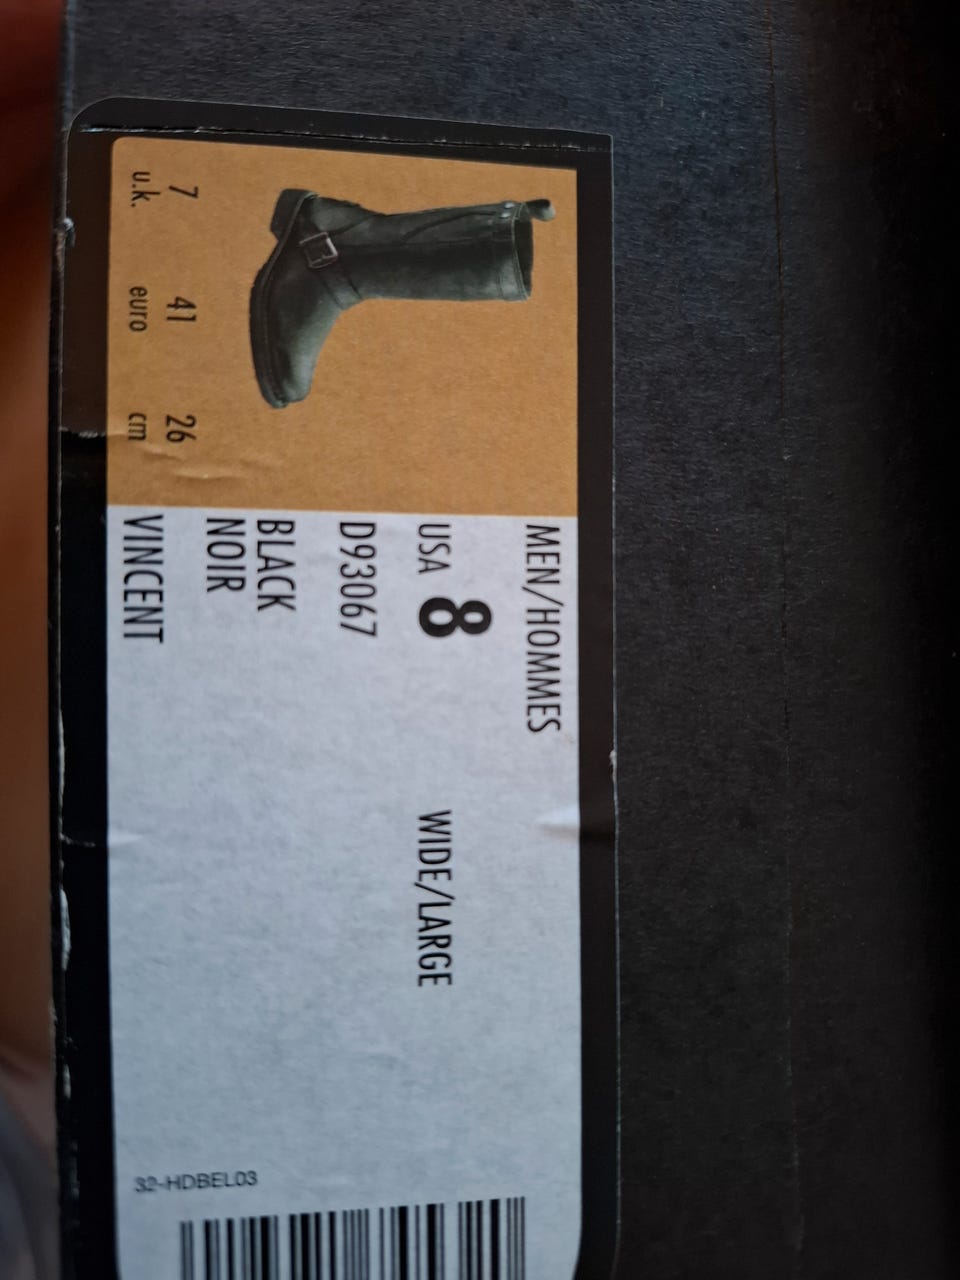 MEN/HOMMES
USA 8 WIDE/LARGE
D93067
BLACK
NOIR
VINCENT
7 41 26
u.k. euro cm
32-HDBEL03